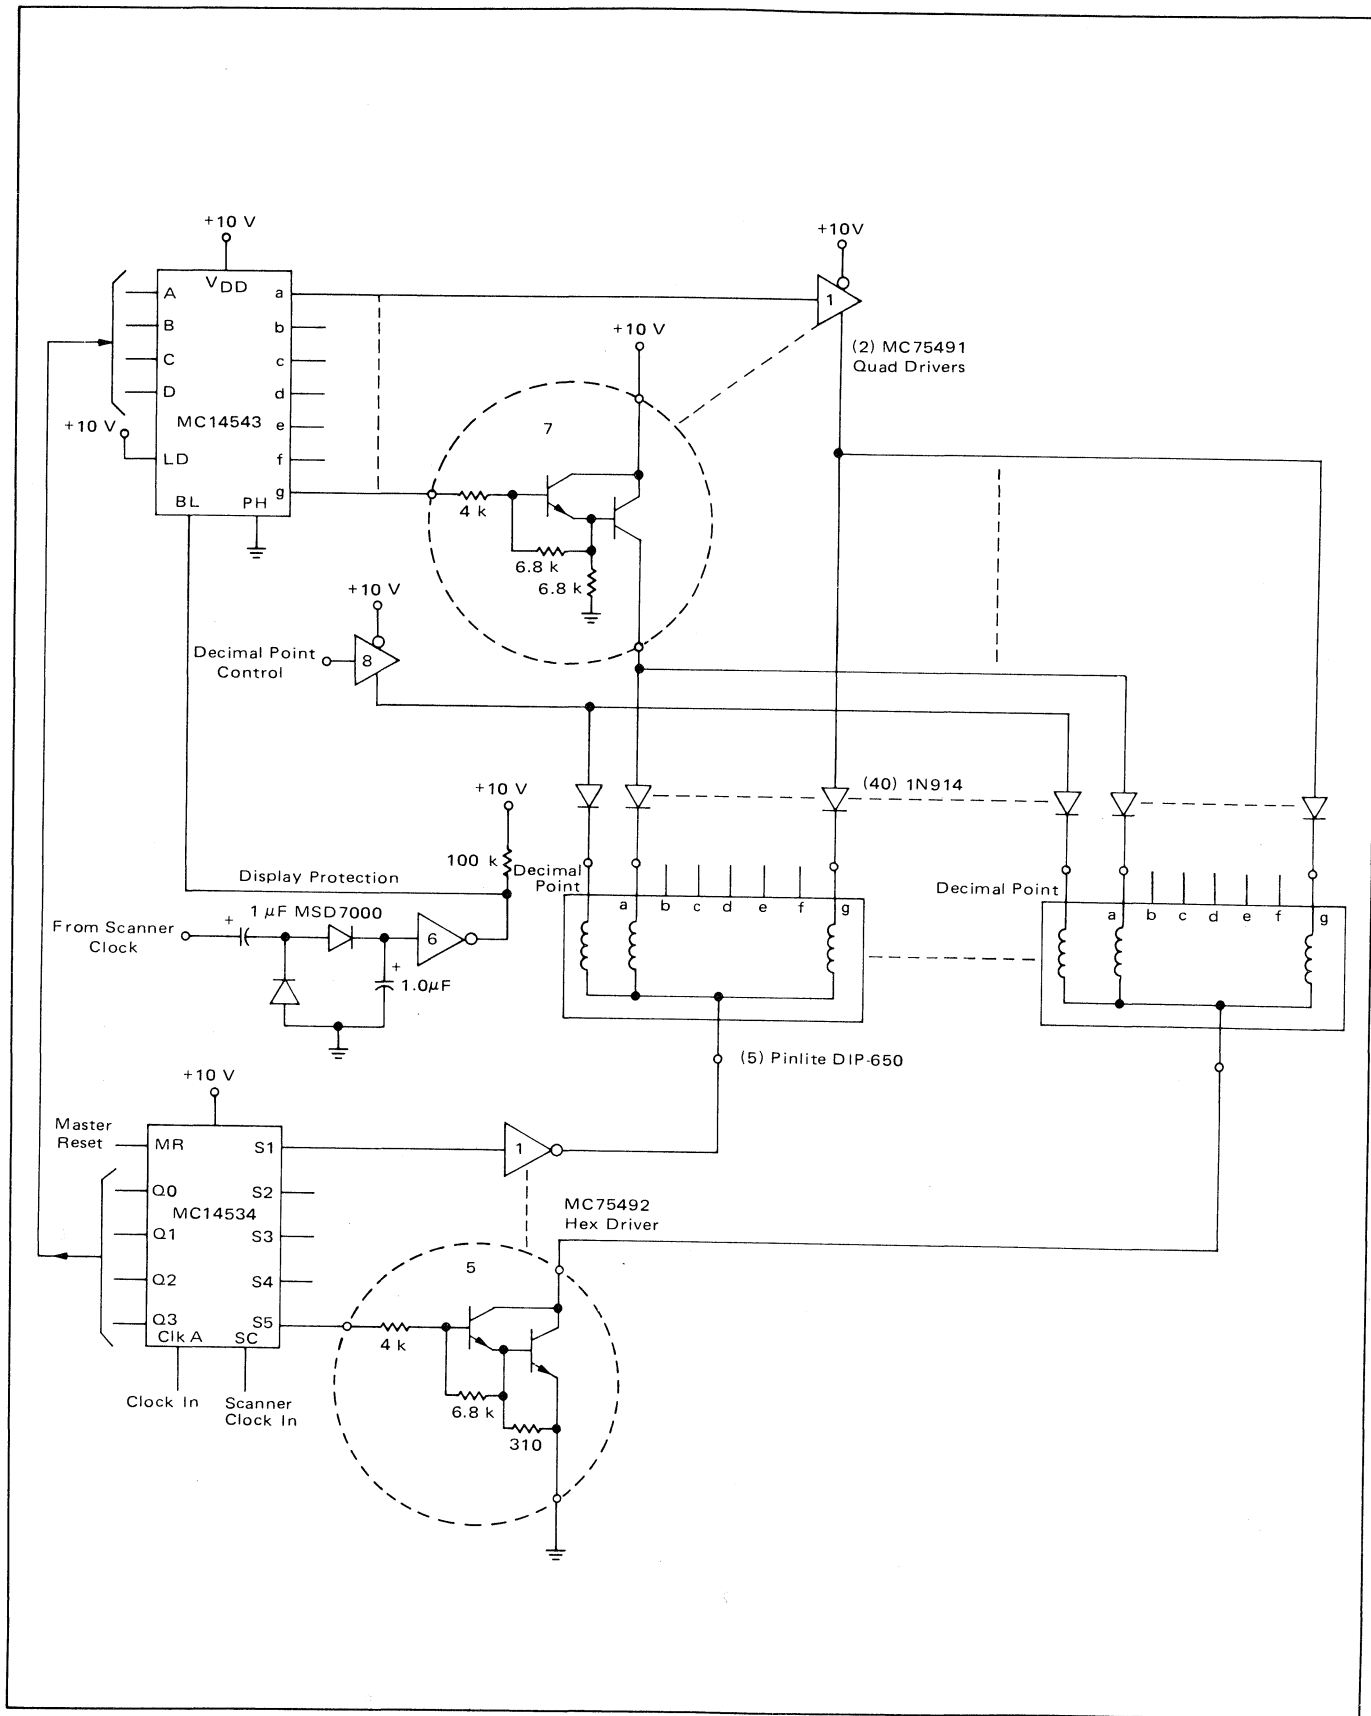 +10 V
VDD
A
B
C
D
+10 V
LD
BL
PH
MC14543
a
b
c
d
e
f
g
+10V
1
(2) MC75491
Quad Drivers
+10 V
7
4 k
6.8 k
6.8 k
+10 V
Decimal Point
Control
8
(40) 1N914
+10 V
100 k
Display Protection
From Scanner
Clock
+
1 μF MSD7000
6
+
1.0μF
Decimal
Point
a
b
c
d
e
f
g
Decimal Point
a
b
c
d
e
f
g
(5) Pinlite DIP-650
+10 V
Master
Reset
MR
Q0
Q1
Q2
Q3
Clk A
SC
MC14534
S1
S2
S3
S4
S5
Clock In
Scanner
Clock In
1
MC75492
Hex Driver
5
4 k
6.8 k
310